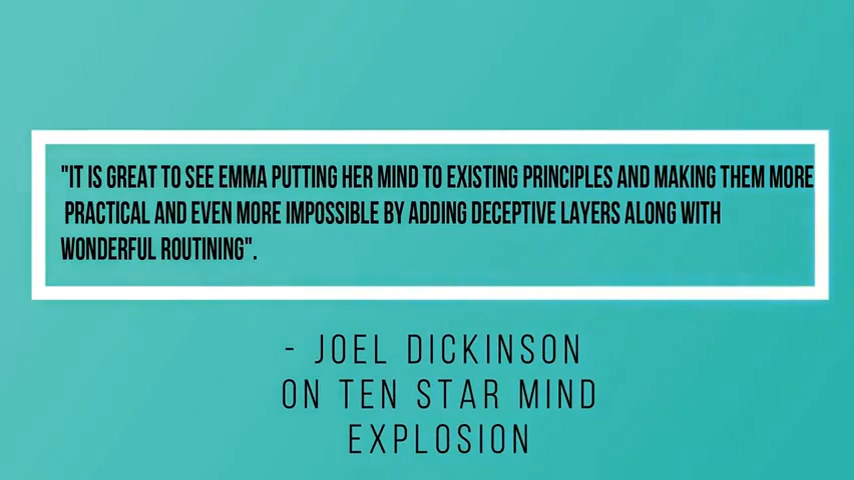 "IT IS GREAT TO SEE EMMA PUTTING HER MIND TO EXISTING PRINCIPLES AND MAKING THEM MORE
PRACTICAL AND EVEN MORE IMPOSSIBLE BY ADDING DECEPTIVE LAYERS ALONG WITH
WONDERFUL ROUTINING".
- JOEL DICKINSON
ON TEN STAR MIND
EXPLOSION